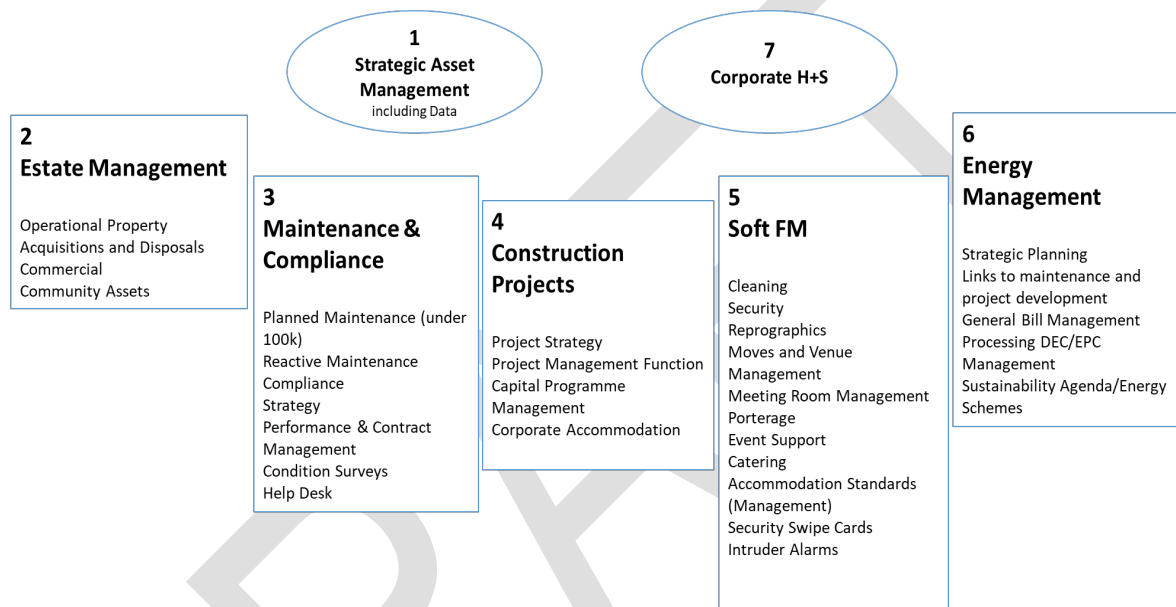 1
Strategic Asset
Management
including Data
7
Corporate H+S
2
Estate Management
Operational Property
Acquisitions and Disposals
Commercial
Community Assets
3
Maintenance &
Compliance
Planned Maintenance (under
100k)
Reactive Maintenance
Compliance
Strategy
Performance & Contract
Management
Condition Surveys
Help Desk
4
Construction
Projects
Project Strategy
Project Management Function
Capital Programme
Management
Corporate Accommodation
5
Soft FM
Cleaning
Security
Reprographics
Moves and Venue
Management
Meeting Room Management
Porterage
Event Support
Catering
Accommodation Standards
(Management)
Security Swipe Cards
Intruder Alarms
6
Energy
Management
Strategic Planning
Links to maintenance and
project development
General Bill Management
Processing DEC/EPC
Management
Sustainability Agenda/Energy
Schemes